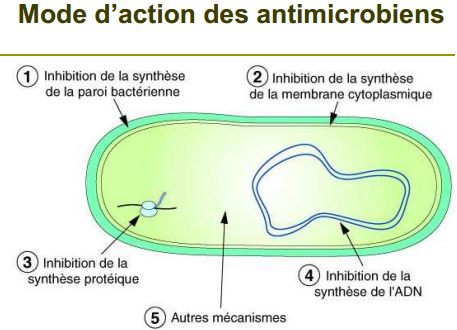 Mode d'action des antimicrobiens
1 Inhibition de la synthèse
de la paroi bactérienne
2 Inhibition de la synthèse
de la membrane cytoplasmique
3 Inhibition de la
synthèse protéique
4 Inhibition de la
synthèse de l'ADN
5 Autres mécanismes